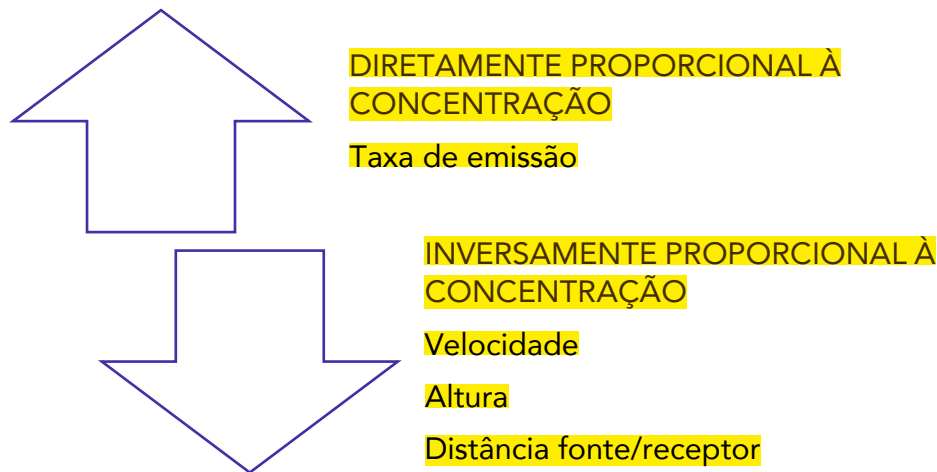 DIRETAMENTE PROPORCIONAL À
CONCENTRAÇÃO
Taxa de emissão
INVERSAMENTE PROPORCIONAL À
CONCENTRAÇÃO
Velocidade
Altura
Distância fonte/receptor